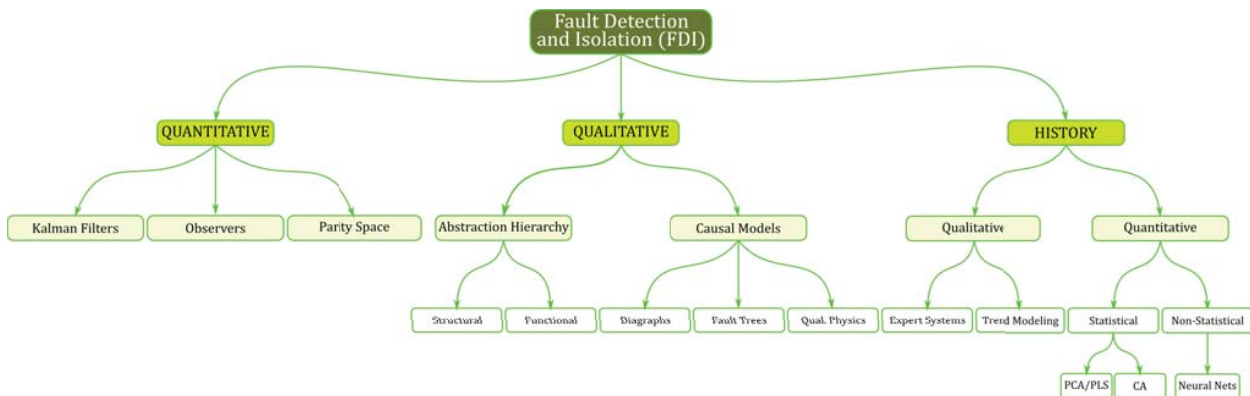 Fault Detection
and Isolation (FDI)
QUANTITATIVE
QUALITATIVE
HISTORY
Kalman Filters
Observers
Parity Space
Abstraction Hierarchy
Causal Models
Qualitative
Quantitative
Structural
Functional
Diagraphs
Fault Trees
Qual. Physics
Expert Systems
Trend Modeling
Statistical
Non-Statistical
PCA/PLS
CA
Neural Nets